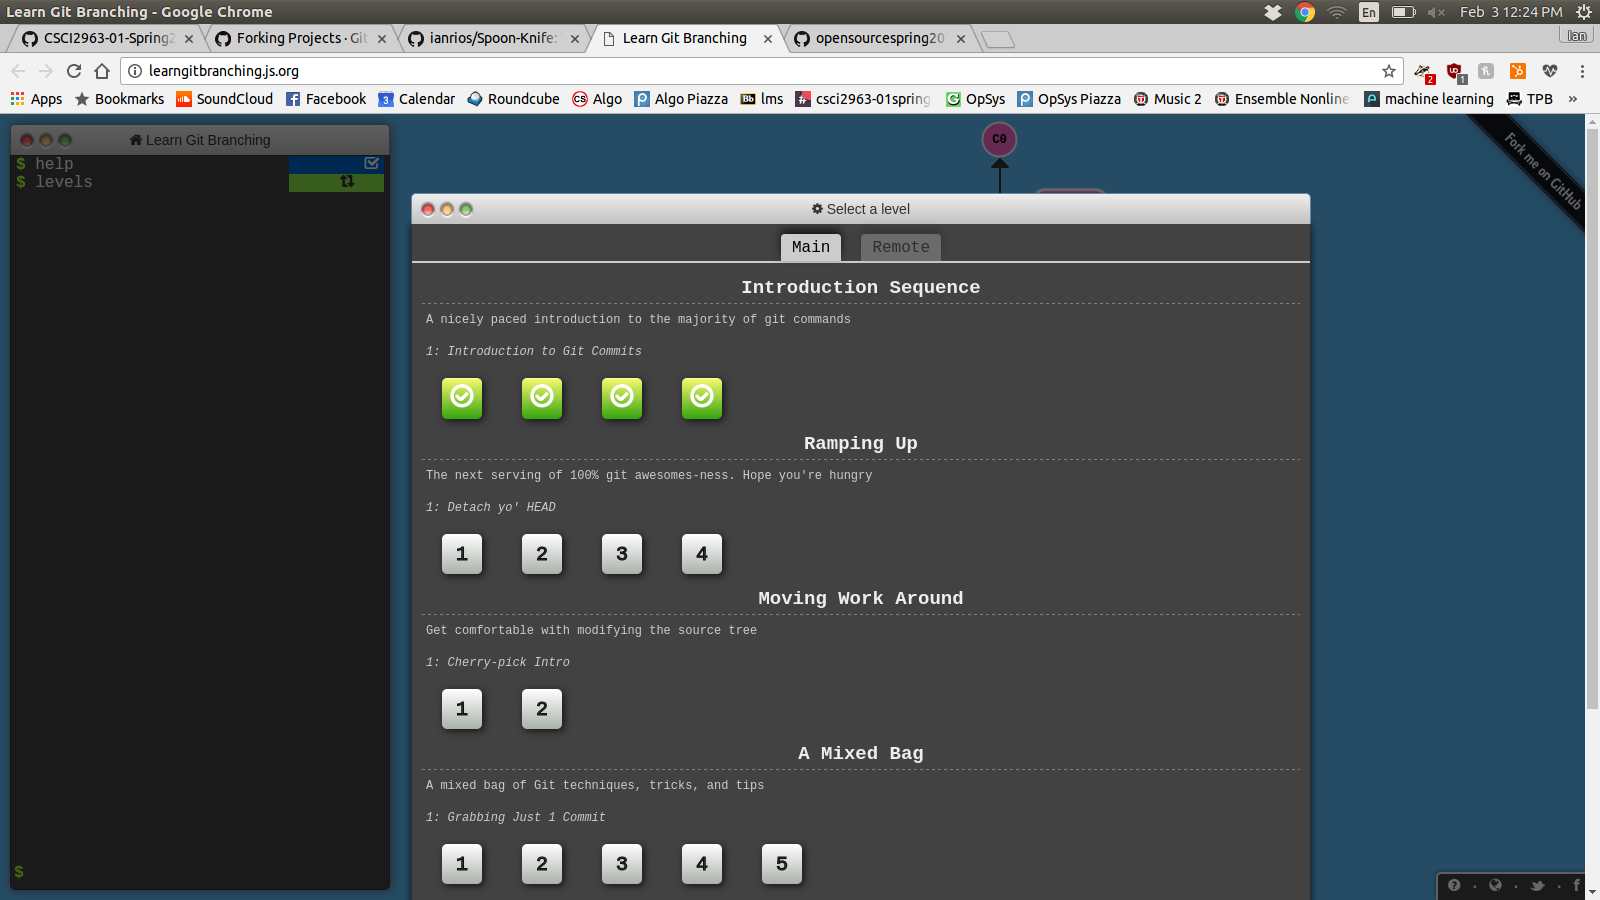 Learn Git Branching - Google Chrome
En
Feb 3 12:24 PM
CSCI2963-01-Spring2
Forking Projects · Git
ianrios/Spoon-Knife:
Learn Git Branching
opensourcespring20
Ian
learngitbranching.js.org
2
1
Apps
Bookmarks
SoundCloud
Facebook
3 Calendar
Roundcube
CS Algo
Algo Piazza
Bb lms
csci2963-01spring
OpSys
OpSys Piazza
Music 2
Ensemble Nonline
machine learning
TPB
»
Learn Git Branching
$ help
$ levels
$
C0
Fork me on GitHub
Select a level
Main
Remote
Introduction Sequence
A nicely paced introduction to the majority of git commands
1: Introduction to Git Commits
Ramping Up
The next serving of 100% git awesomes-ness. Hope you're hungry
1: Detach yo' HEAD
1 2 3 4
Moving Work Around
Get comfortable with modifying the source tree
1: Cherry-pick Intro
1 2
A Mixed Bag
A mixed bag of Git techniques, tricks, and tips
1: Grabbing Just 1 Commit
1 2 3 4 5